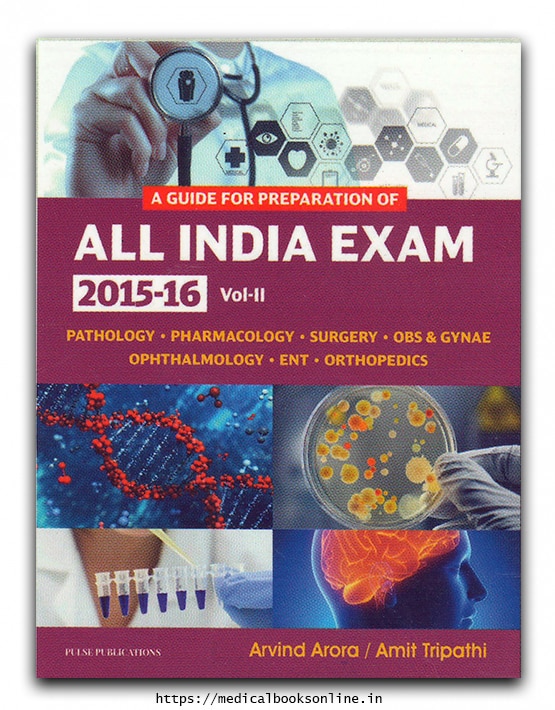 MEDICAL
A GUIDE FOR PREPARATION OF
ALL INDIA EXAM
2015-16 Vol-II
PATHOLOGY • PHARMACOLOGY • SURGERY • OBS & GYNAE
OPHTHALMOLOGY • ENT • ORTHOPEDICS
PULSE PUBLICATIONS
Arvind Arora / Amit Tripathi
https://medicalbooksonline.in